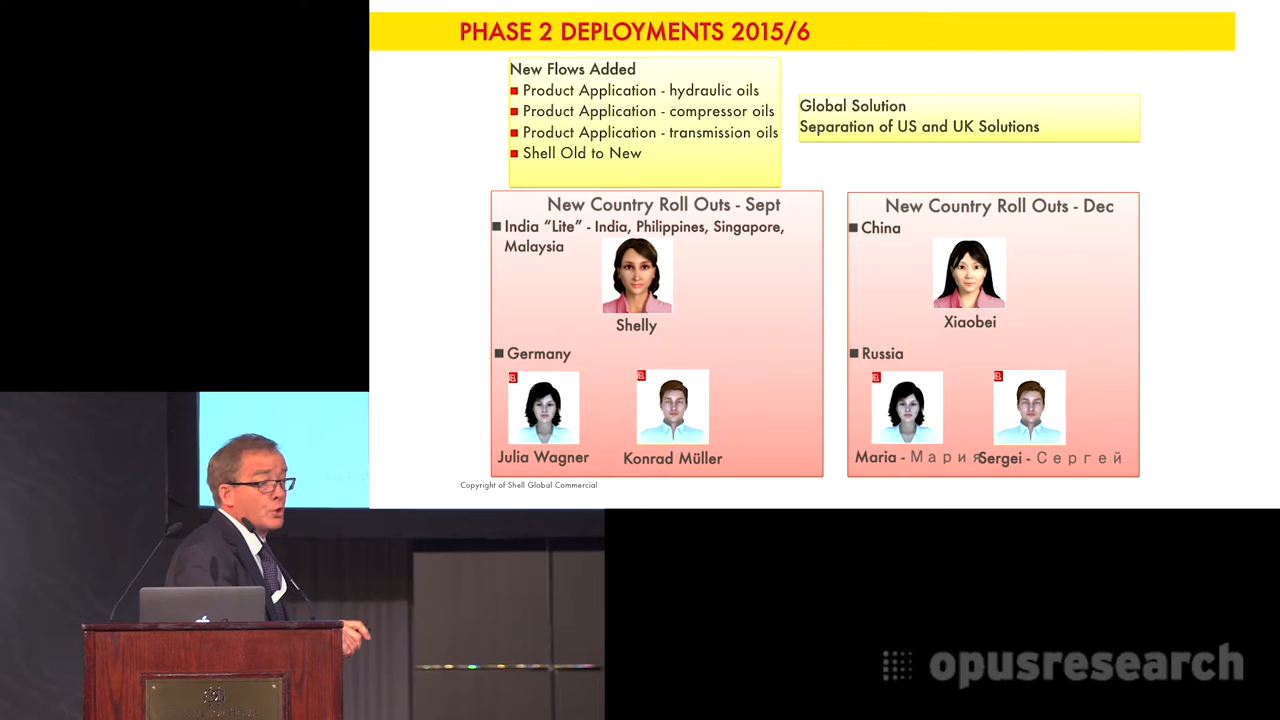 PHASE 2 DEPLOYMENTS 2015/6
New Flows Added
Product Application - hydraulic oils
Product Application - compressor oils
Product Application - transmission oils
Shell Old to New
Global Solution
Separation of US and UK Solutions
New Country Roll Outs - Sept
India “Lite” - India, Philippines, Singapore,
Malaysia
Shelly
Germany
Julia Wagner
Konrad Müller
New Country Roll Outs - Dec
China
Xiaobei
Russia
Maria - Мария
Sergei - Сергей
Copyright of Shell Global Commercial
opusresearch